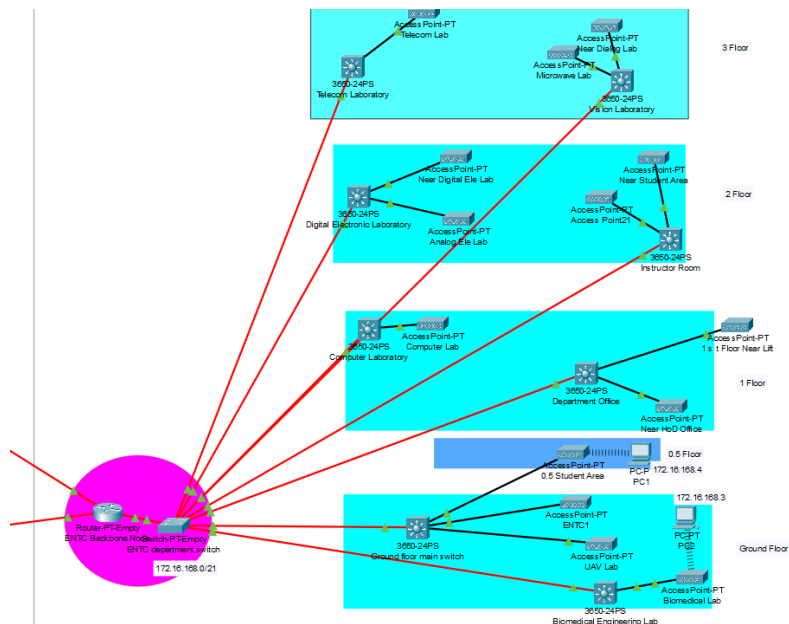 AccessPoint-PT
Telecom Lab
3650-24PS
Telecom Laboratory
AccessPoint-PT
Near Dialog Lab
AccessPoint-PT
Microwave Lab
3650-24PS
Vision Laboratory
3 Floor
AccessPoint-PT
Near Digital Ele Lab
3650-24PS
Digital Electronic Laboratory
AccessPoint-PT
Analog Ele Lab
AccessPoint-PT
Near Student Area
AccessPoint-PT
Access Point21
3650-24PS
Instructor Room
2 Floor
3650-24PS
Computer Laboratory
AccessPoint-PT
Computer Lab
AccessPoint-PT
1 s t Floor Near Lift
3650-24PS
Department Office
AccessPoint-PT
Near HoD Office
1 Floor
AccessPoint-PT
0.5 Student Area
PC-P
PC1
172.16.168.4
0.5 Floor
Router-PT-Empty
ENTC Backbone Node
Switch-PT-Empty
ENTC department switch
172.16.168.0/21
3650-24PS
Ground floor main switch
AccessPoint-PT
ENTC1
AccessPoint-PT
UAV Lab
172.16.168.3
PC-PT
PC2
Ground Floor
3650-24PS
Biomedical Engineering Lab
AccessPoint-PT
Biomedical Lab